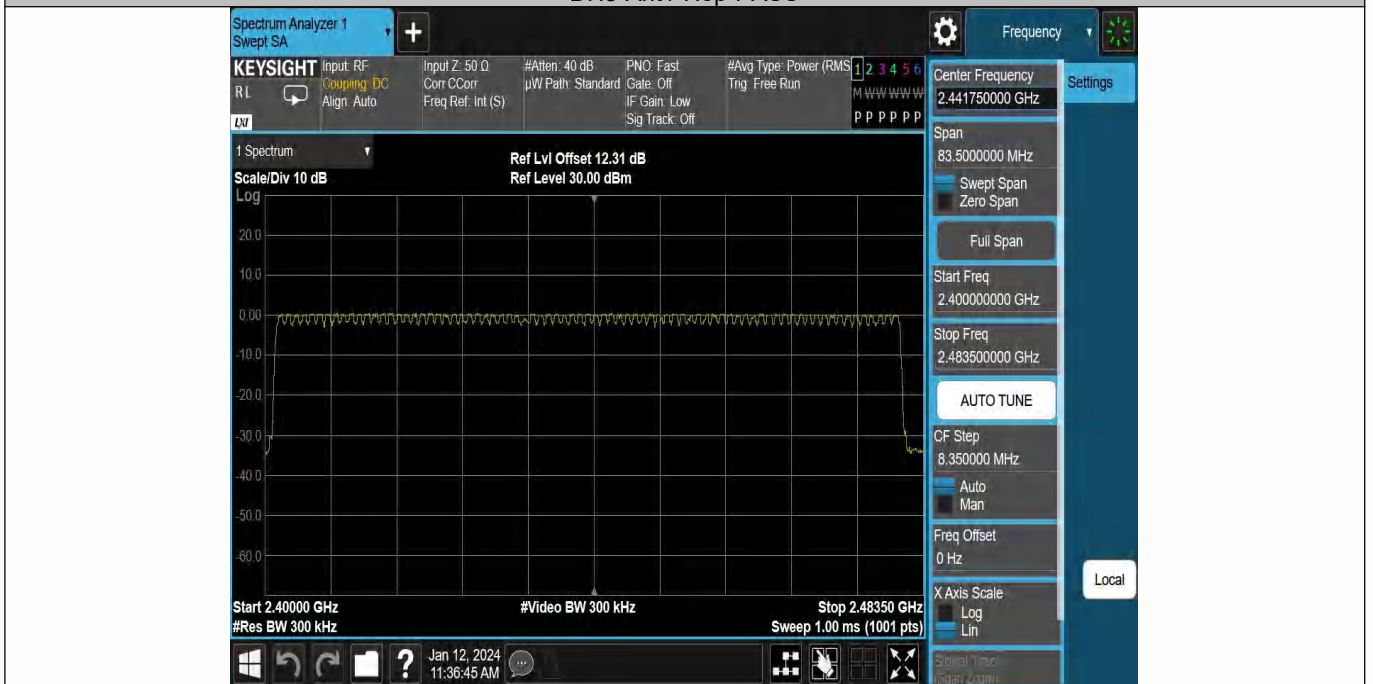 Spectrum Analyzer 1
Swept SA
+
Frequency
KEYSIGHT
RL
LXI
Input: RF
Coupling: DC
Align: Auto
Input Z: 50 Ω
Corr CCorr
Freq Ref: Int (S)
#Atten: 40 dB
µW Path: Standard
PNO: Fast
Gate: Off
IF Gain: Low
Sig Track: Off
#Avg Type: Power (RMS
Trig: Free Run
1 2 3 4 5 6
M W W W W W
P P P P P P
1 Spectrum
Scale/Div 10 dB
Ref Lvl Offset 12.31 dB
Ref Level 30.00 dBm
Log
20.0
10.0
0.00
-10.0
-20.0
-30.0
-40.0
-50.0
-60.0
Start 2.40000 GHz
#Res BW 300 kHz
#Video BW 300 kHz
Stop 2.48350 GHz
Sweep 1.00 ms (1001 pts)
Center Frequency
2.441750000 GHz
Settings
Span
83.5000000 MHz
Swept Span
Zero Span
Full Span
Start Freq
2.400000000 GHz
Stop Freq
2.483500000 GHz
AUTO TUNE
CF Step
8.350000 MHz
Auto
Man
Freq Offset
0 Hz
X Axis Scale
Log
Lin
Local
Signal Track
(Span Zoom)
?
Jan 12, 2024
11:36:45 AM